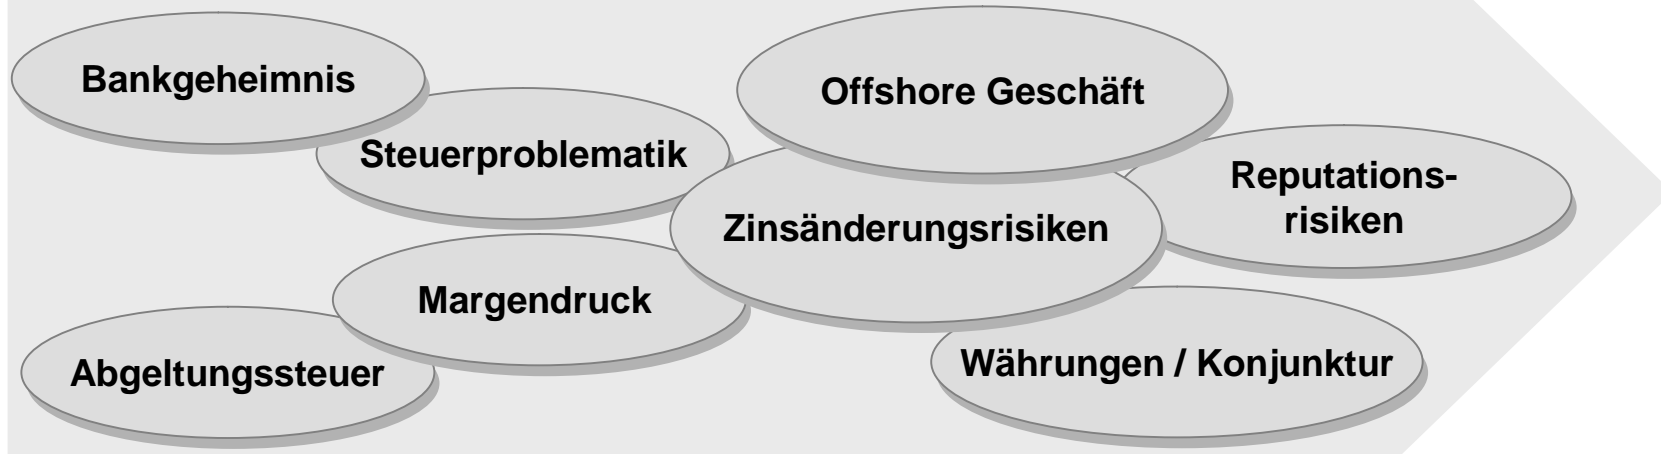 Bankgeheimnis
Offshore Geschäft
Steuerproblematik
Reputations-
risiken
Zinsänderungsrisiken
Margendruck
Währungen / Konjunktur
Abgeltungssteuer